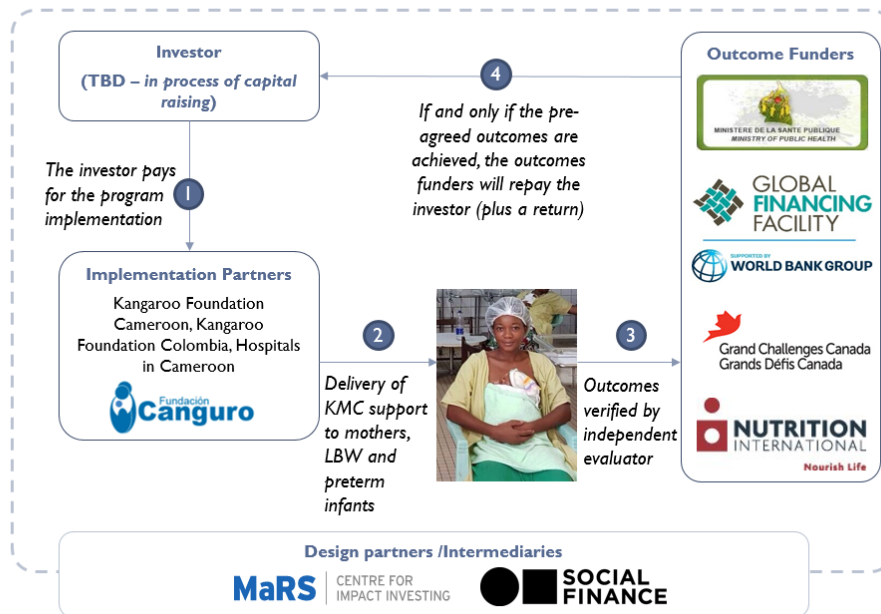 Investor
(TBD – in process of capital
raising)
1
The investor pays
for the program
implementation
Implementation Partners
Kangaroo Foundation
Cameroon, Kangaroo
Foundation Colombia, Hospitals
in Cameroon
Fundación
Canguro
2
Delivery of
KMC support
to mothers,
LBW and
preterm
infants
3
Outcomes
verified by
independent
evaluator
4
If and only if the pre-
agreed outcomes are
achieved, the outcomes
funders will repay the
investor (plus a return)
Outcome Funders
MINISTERE DE LA SANTE PUBLIQUE
MINISTRY OF PUBLIC HEALTH
GLOBAL
FINANCING
FACILITY
SUPPORTED BY
WORLD BANK GROUP
Grand Challenges Canada
Grands Défis Canada
NUTRITION
INTERNATIONAL
Nourish Life
Design partners /Intermediaries
MaRS
CENTRE FOR
IMPACT INVESTING
SOCIAL
FINANCE